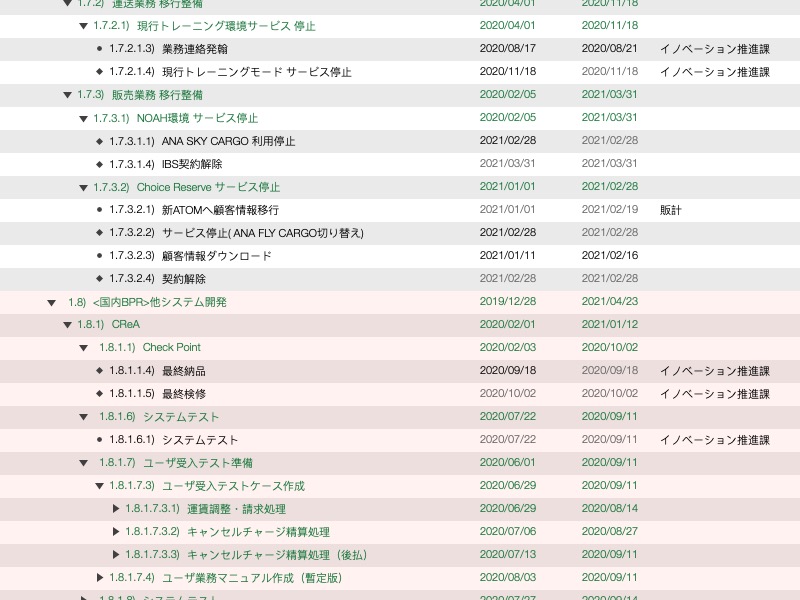 1.7.2) 運送業務 移行整備 2020/04/01 2020/11/18
1.7.2.1) 現行トレーニング環境サービス 停止 2020/04/01 2020/11/18
1.7.2.1.3) 業務連絡発翰 2020/08/17 2020/08/21 イノベーション推進課
1.7.2.1.4) 現行トレーニングモード サービス停止 2020/11/18 2020/11/18 イノベーション推進課
1.7.3) 販売業務 移行整備 2020/02/05 2021/03/31
1.7.3.1) NOAH環境 サービス停止 2020/02/05 2021/03/31
1.7.3.1.1) ANA SKY CARGO 利用停止 2021/02/28 2021/02/28
1.7.3.1.4) IBS契約解除 2021/03/31 2021/03/31
1.7.3.2) Choice Reserve サービス停止 2021/01/01 2021/02/28
1.7.3.2.1) 新ATOMへ顧客情報移行 2021/01/01 2021/02/19 販計
1.7.3.2.2) サービス停止( ANA FLY CARGO切り替え) 2021/02/28 2021/02/28
1.7.3.2.3) 顧客情報ダウンロード 2021/01/11 2021/02/16
1.7.3.2.4) 契約解除 2021/02/28 2021/02/28
1.8) <国内BPR>他システム開発 2019/12/28 2021/04/23
1.8.1) CReA 2020/02/01 2021/01/12
1.8.1.1) Check Point 2020/02/03 2020/10/02
1.8.1.1.4) 最終納品 2020/09/18 2020/09/18 イノベーション推進課
1.8.1.1.5) 最終検修 2020/10/02 2020/10/02 イノベーション推進課
1.8.1.6) システムテスト 2020/07/22 2020/09/11
1.8.1.6.1) システムテスト 2020/07/22 2020/09/11 イノベーション推進課
1.8.1.7) ユーザ受入テスト準備 2020/06/01 2020/09/11
1.8.1.7.3) ユーザ受入テストケース作成 2020/06/29 2020/09/11
1.8.1.7.3.1) 運賃調整・請求処理 2020/06/29 2020/08/14
1.8.1.7.3.2) キャンセルチャージ精算処理 2020/07/06 2020/08/27
1.8.1.7.3.3) キャンセルチャージ精算処理（後払） 2020/07/13 2020/09/11
1.8.1.7.4) ユーザ業務マニュアル作成（暫定版） 2020/08/03 2020/09/11
1.8.1.8) システムテスト 2020/07/27 2020/09/14